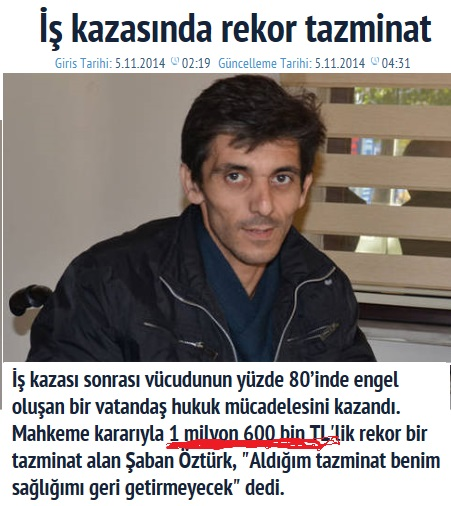 İş kazasında rekor tazminat
Giris Tarihi: 5.11.2014 02:19 Güncelleme Tarihi: 5.11.2014 04:31
İş kazası sonrası vücudunun yüzde 80'inde engel
oluşan bir vatandaş hukuk mücadelesini kazandı.
Mahkeme kararıyla 1 milyon 600 bin TL'lik rekor bir
tazminat alan Şaban Öztürk, "Aldığım tazminat benim
sağlığımı geri getirmeyecek" dedi.